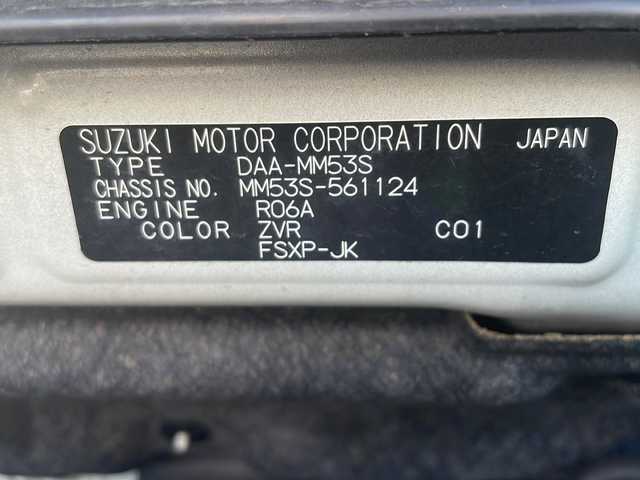 SUZUKI MOTOR CORPORATION JAPAN
TYPE DAA-MM53S
CHASSIS NO. MM53S-561124
ENGINE R06A
COLOR ZVR C01
FSXP-JK